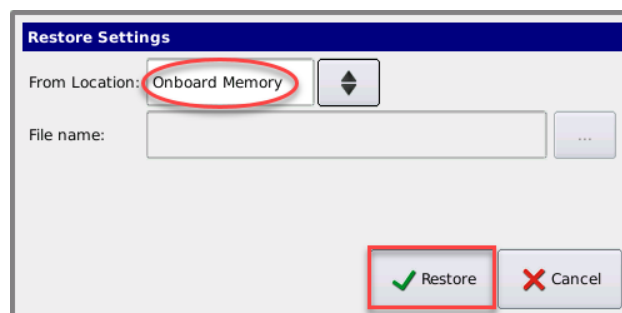 Restore Settings
From Location: Onboard Memory
File name: ...
Restore Cancel